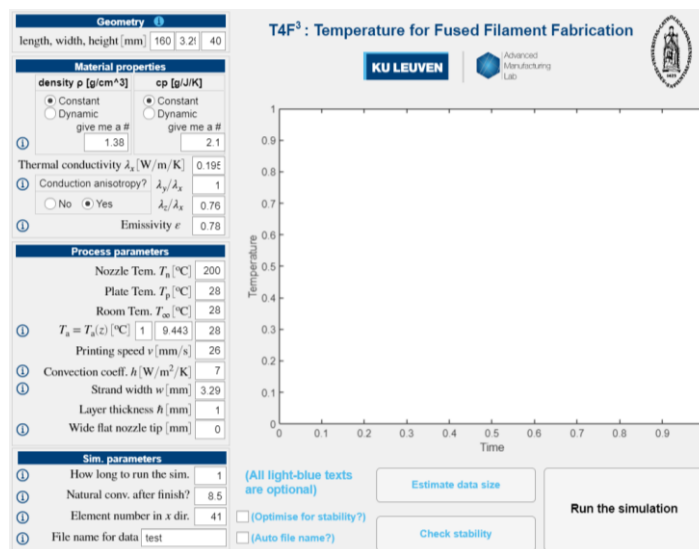 Geometry
length, width, height [mm] 160 3.29 40
Material properties
density ρ [g/cm^3] cp [g/J/K]
Constant Constant
Dynamic Dynamic
give me a # give me a #
1.38 2.1
Thermal conductivity λx [W/m/K] 0.195
Conduction anisotropy? λy/λx 1
No Yes λz/λx 0.76
Emissivity ε 0.78
Process parameters
Nozzle Tem. Tn [°C] 200
Plate Tem. Tp [°C] 28
Room Tem. T∞ [°C] 28
Ta = Ta(z) [°C] 1 9.443 28
Printing speed v [mm/s] 26
Convection coeff. h [W/m²/K] 7
Strand width w [mm] 3.29
Layer thickness ℏ [mm] 1
Wide flat nozzle tip [mm] 0
Sim. parameters
How long to run the sim. 1
Natural conv. after finish? 8.5
Element number in x dir. 41
File name for data test
T4F³ : Temperature for Fused Filament Fabrication
KU LEUVEN
Advanced
Manufacturing
Lab
1
0.9
0.8
0.7
0.6
0.5
0.4
0.3
0.2
0.1
0
Temperature
0 0.1 0.2 0.3 0.4 0.5 0.6 0.7 0.8 0.9
Time
(All light-blue texts
are optional)
(Optimise for stability?)
(Auto file name?)
Estimate data size
Check stability
Run the simulation